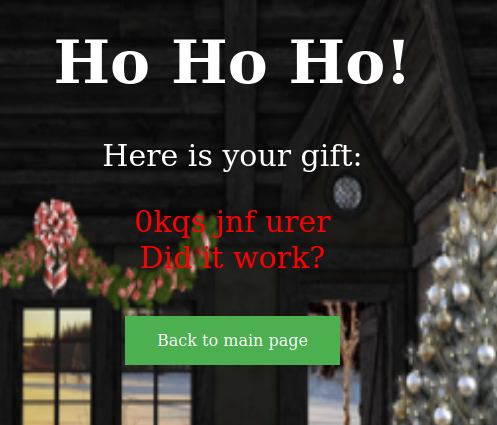 Ho Ho Ho!
Here is your gift:
0kqs jnf urer
Did it work?
Back to main page